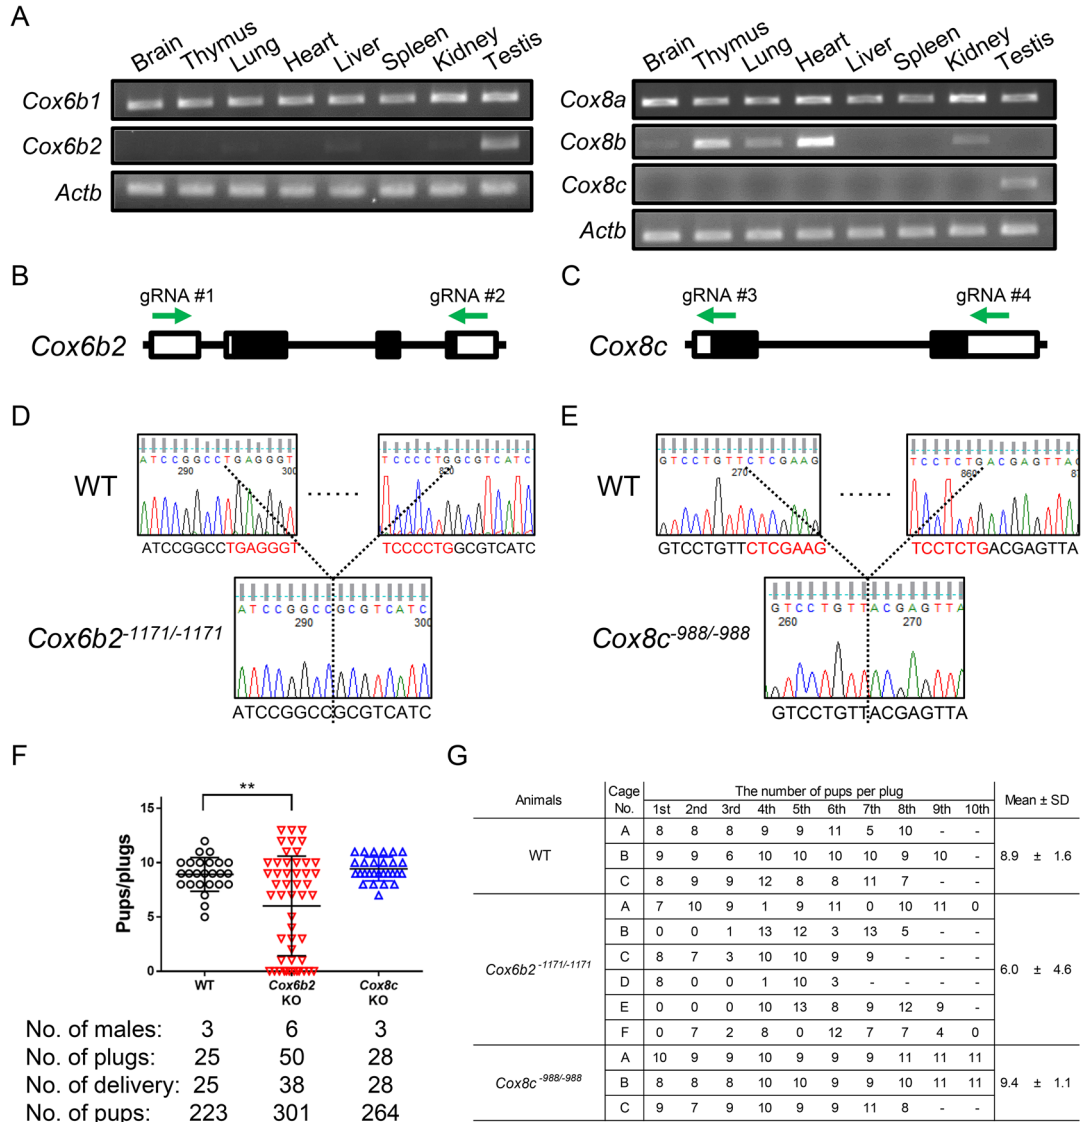 A
Brain Thymus Lung Heart Liver Spleen Kidney Testis
Cox6b1
Cox6b2
Actb
Brain Thymus Lung Heart Liver Spleen Kidney Testis
Cox8a
Cox8b
Cox8c
Actb
B
gRNA #1
gRNA #2
Cox6b2
C
gRNA #3
gRNA #4
Cox8c
D
WT
ATCCGGCCTGAGGGT
290 300
ATCCGGCCTGAGGGT
......
TCCCCTGGCGTCATC
820
TCCCCTGGCGTCATC
Cox6b2-1171/-1171
ATCCGGCCGCGTCATC
290 300
ATCCGGCCGCGTCATC
E
WT
GTCCTGTTCTCGAAG
270
GTCCTGTTCTCGAAG
......
TCCTCTGACGAGTTAC
860 87
TCCTCTGACGAGTTA
Cox8c-988/-988
GTCCTGTTACGAGTTA
260 270
GTCCTGTTACGAGTTA
F
Pups/plugs
15
10
5
0
**
WT
Cox6b2 KO
Cox8c KO
No. of males: 3 6 3
No. of plugs: 25 50 28
No. of delivery: 25 38 28
No. of pups: 223 301 264
G
Animals Cage No. The number of pups per plug Mean ± SD
1st 2nd 3rd 4th 5th 6th 7th 8th 9th 10th
WT 8.9 ± 1.6
A 8 8 8 9 9 11 5 10 - -
B 9 9 6 10 10 10 10 9 10 -
C 8 9 9 12 8 8 11 7 - -
Cox6b2-1171/-1171 6.0 ± 4.6
A 7 10 9 1 9 11 0 10 11 0
B 0 0 1 13 12 3 13 5 - -
C 8 7 3 10 10 9 9 - - -
D 8 0 0 1 10 3 - - - -
E 0 0 0 10 13 8 9 12 9 -
F 0 7 2 8 0 12 7 7 4 0
Cox8c-988/-988 9.4 ± 1.1
A 10 9 9 10 9 9 9 11 11 11
B 8 8 8 10 10 9 9 10 11 11
C 9 7 9 10 9 9 11 8 - -